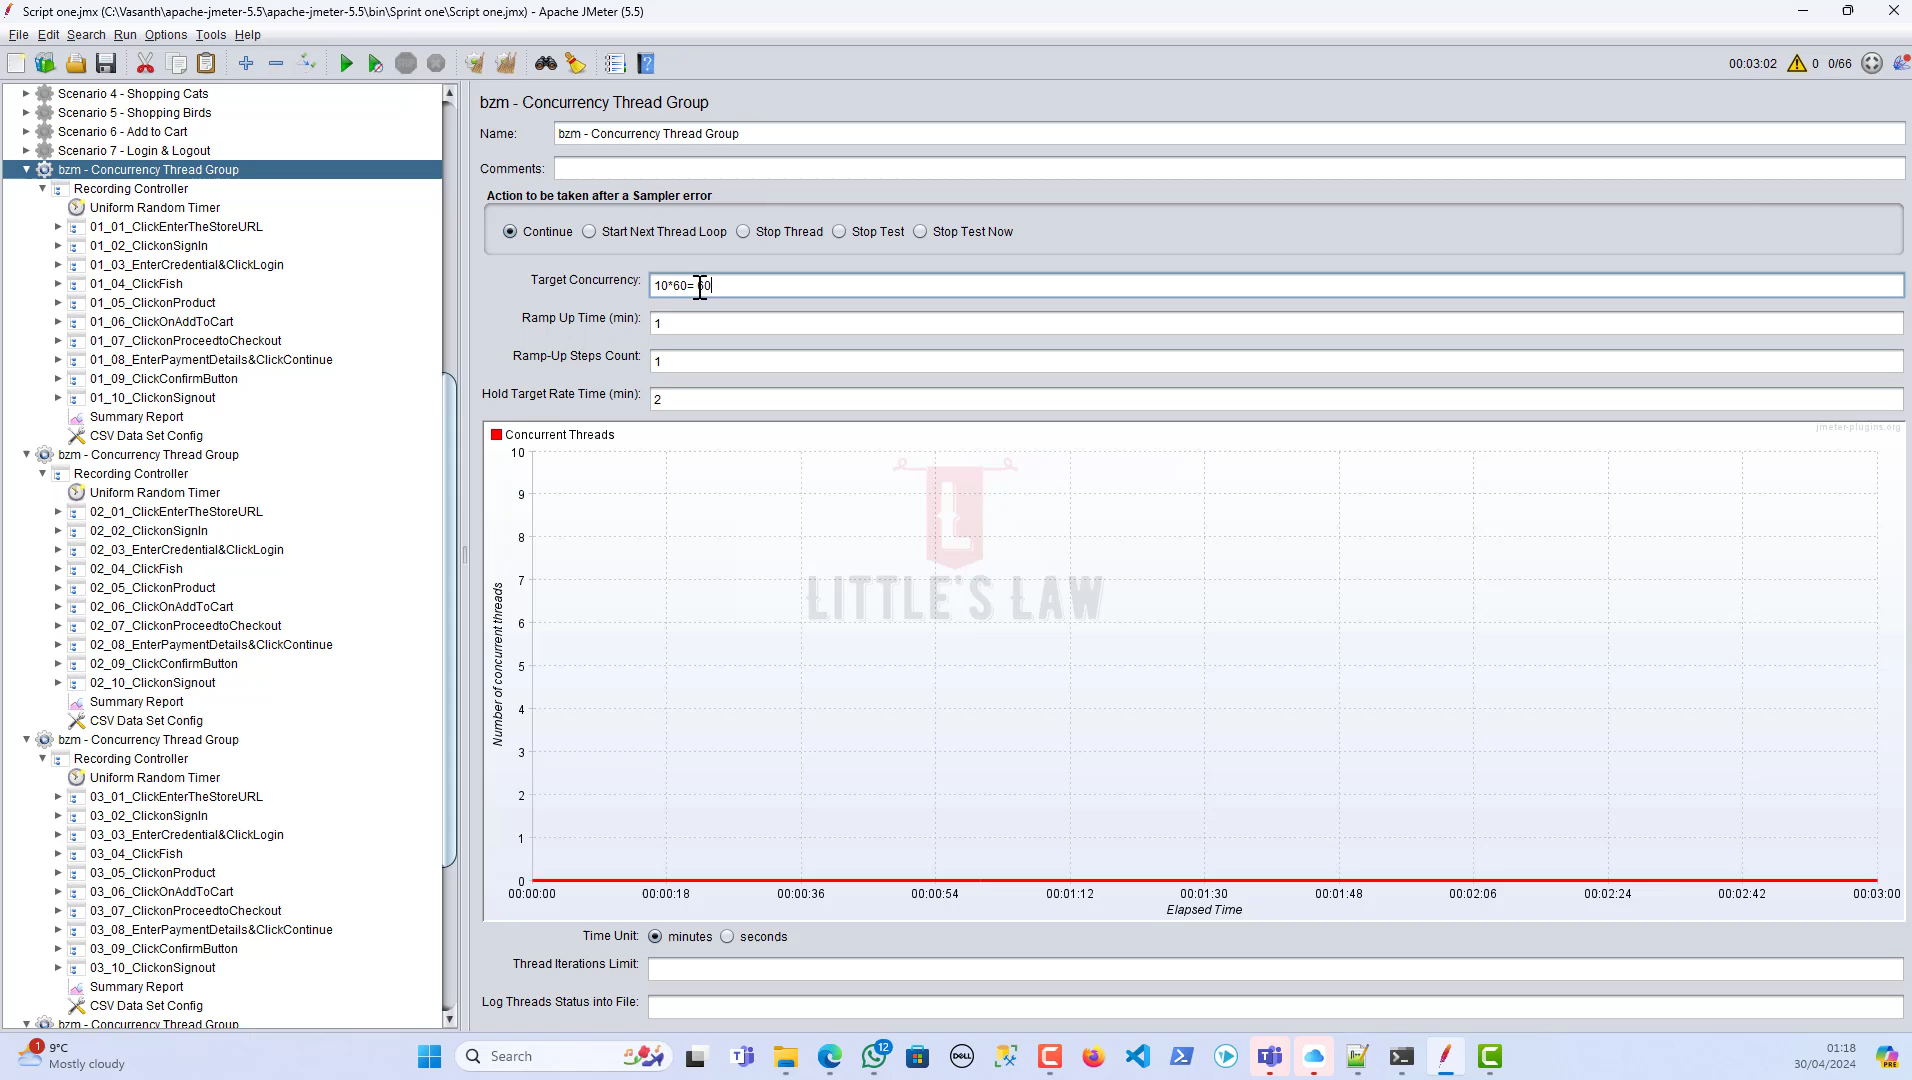 Script one.jmx (C:\Vasanth\apache-jmeter-5.5\apache-jmeter-5.5\bin\Sprint one\Script one.jmx) - Apache JMeter (5.5)
File Edit Search Run Options Tools Help
00:03:02 0 0/66
Scenario 4 - Shopping Cats
Scenario 5 - Shopping Birds
Scenario 6 - Add to Cart
Scenario 7 - Login & Logout
bzm - Concurrency Thread Group
Recording Controller
Uniform Random Timer
01_01_ClickEnterTheStoreURL
01_02_ClickonSignIn
01_03_EnterCredential&ClickLogin
01_04_ClickFish
01_05_ClickonProduct
01_06_ClickOnAddToCart
01_07_ClickonProceedtoCheckout
01_08_EnterPaymentDetails&ClickContinue
01_09_ClickConfirmButton
01_10_ClickonSignout
Summary Report
CSV Data Set Config
bzm - Concurrency Thread Group
Recording Controller
Uniform Random Timer
02_01_ClickEnterTheStoreURL
02_02_ClickonSignIn
02_03_EnterCredential&ClickLogin
02_04_ClickFish
02_05_ClickonProduct
02_06_ClickOnAddToCart
02_07_ClickonProceedtoCheckout
02_08_EnterPaymentDetails&ClickContinue
02_09_ClickConfirmButton
02_10_ClickonSignout
Summary Report
CSV Data Set Config
bzm - Concurrency Thread Group
Recording Controller
Uniform Random Timer
03_01_ClickEnterTheStoreURL
03_02_ClickonSignIn
03_03_EnterCredential&ClickLogin
03_04_ClickFish
03_05_ClickonProduct
03_06_ClickOnAddToCart
03_07_ClickonProceedtoCheckout
03_08_EnterPaymentDetails&ClickContinue
03_09_ClickConfirmButton
03_10_ClickonSignout
Summary Report
CSV Data Set Config
bzm - Concurrency Thread Group
bzm - Concurrency Thread Group
Name: bzm - Concurrency Thread Group
Comments:
Action to be taken after a Sampler error
Continue Start Next Thread Loop Stop Thread Stop Test Stop Test Now
Target Concurrency: 10*60= 60
Ramp Up Time (min): 1
Ramp-Up Steps Count: 1
Hold Target Rate Time (min): 2
Concurrent Threads
jmeter-plugins.org
10
9
8
7
6
5
4
3
2
1
0
Number of concurrent threads
L
LITTLE'S LAW
00:00:00 00:00:18 00:00:36 00:00:54 00:01:12 00:01:30 00:01:48 00:02:06 00:02:24 00:02:42 00:03:00
Elapsed Time
Time Unit: minutes seconds
Thread Iterations Limit:
Log Threads Status into File:
1
9°C
Mostly cloudy
Search
12
DELL
01:18
30/04/2024
PRE